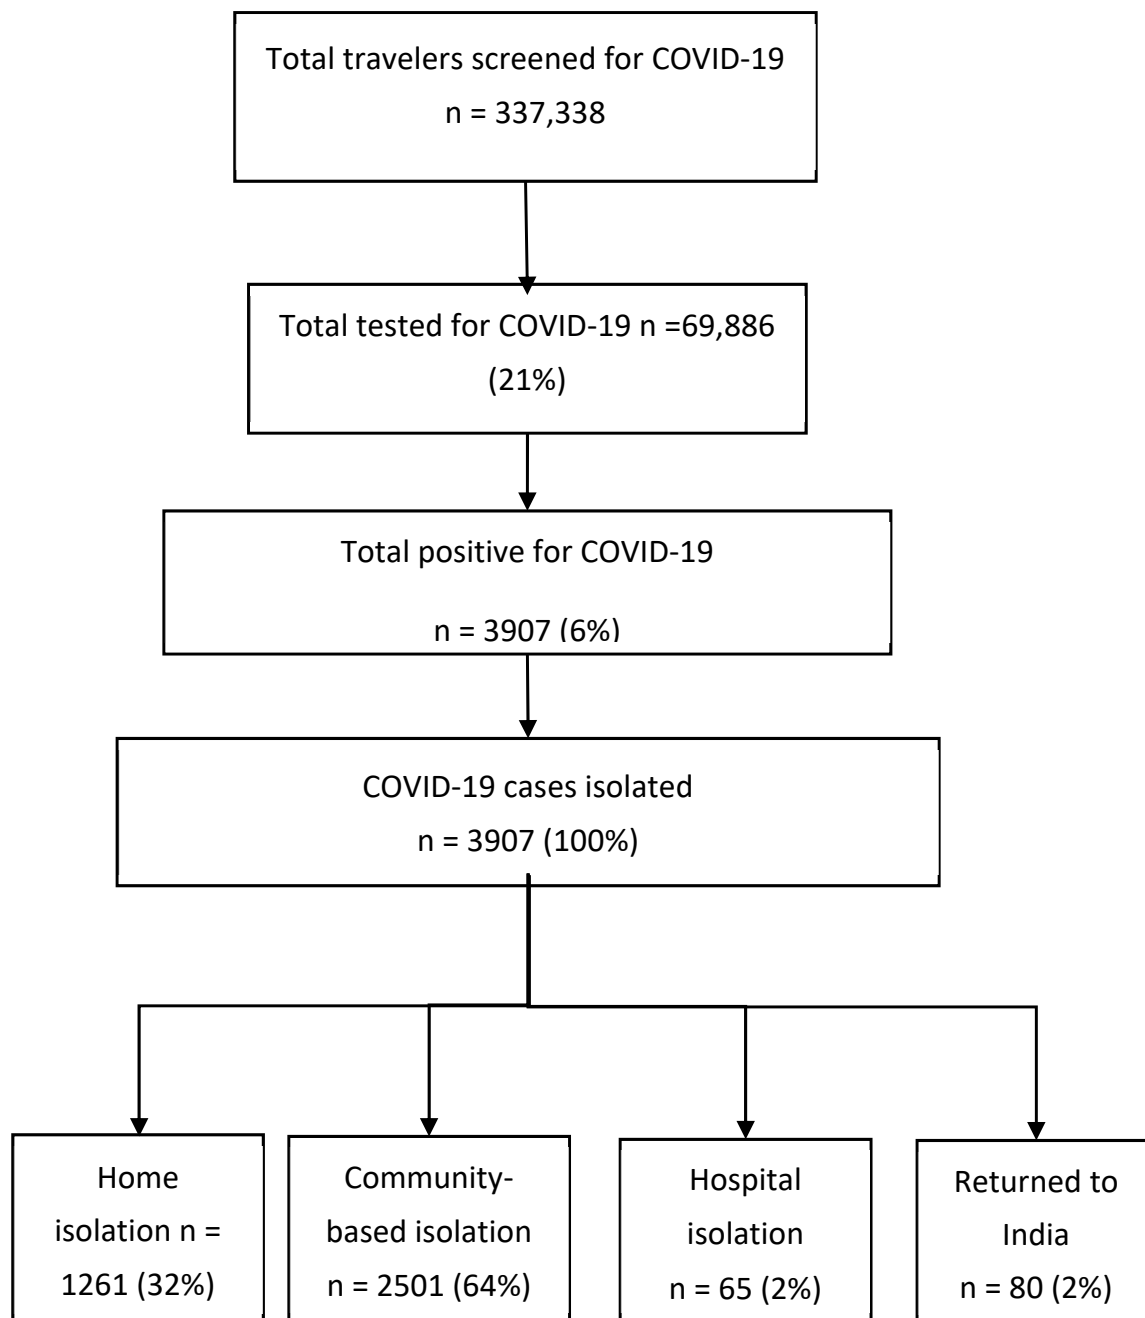 Total travelers screened for COVID-19
n = 337,338
Total tested for COVID-19 n =69,886
(21%)
Total positive for COVID-19
n = 3907 (6%)
COVID-19 cases isolated
n = 3907 (100%)
Home
isolation n =
1261 (32%)
Community-
based isolation
n = 2501 (64%)
Hospital
isolation
n = 65 (2%)
Returned to
India
n = 80 (2%)